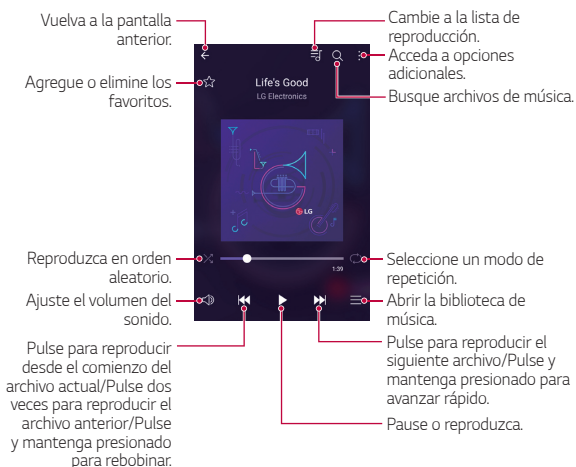 Vuelva a la pantalla
anterior.
Agregue o elimine los
favoritos.
Cambie a la lista de
reproducción.
Acceda a opciones
adicionales.
Busque archivos de música.
Life's Good
LG Electronics
LG
1:39
Reproduzca en orden
aleatorio.
Ajuste el volumen del
sonido.
Pulse para reproducir
desde el comienzo del
archivo actual/Pulse dos
veces para reproducir el
archivo anterior/Pulse
y mantenga presionado
para rebobinar.
Seleccione un modo de
repetición.
Abrir la biblioteca de
música.
Pulse para reproducir el
siguiente archivo/Pulse y
mantenga presionado para
avanzar rápido.
Pause o reproduzca.